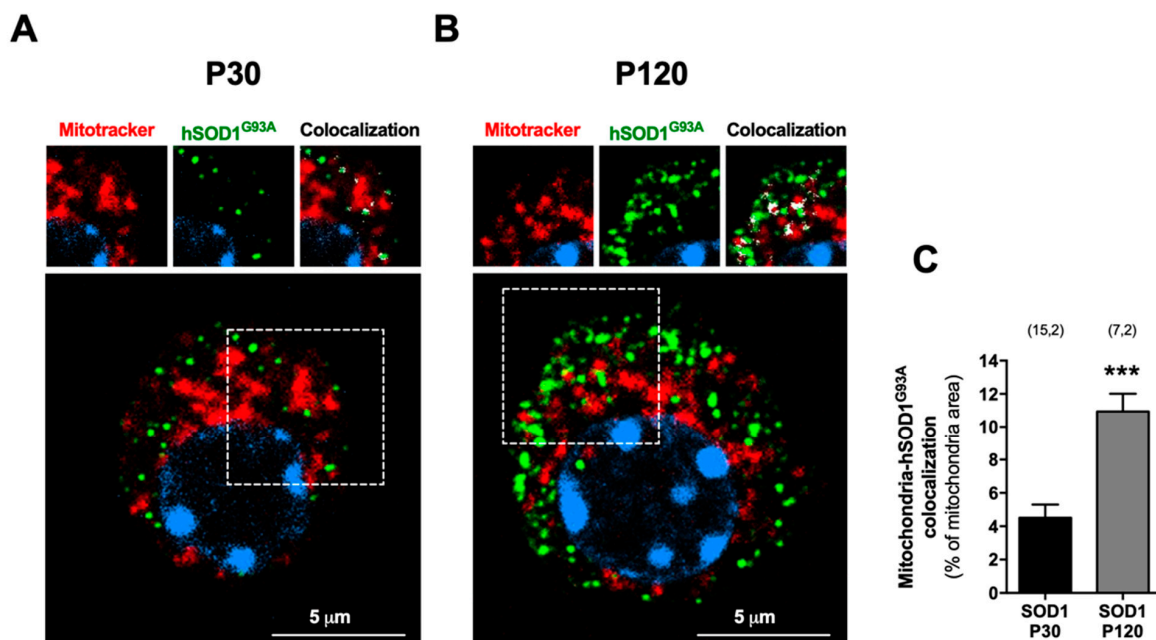 A
B
P30
P120
Mitotracker
hSOD1G93A
Colocalization
Mitotracker
hSOD1G93A
Colocalization
5 μm
5 μm
C
(15,2)
(7,2)
Mitochondria-hSOD1G93A
colocalization
(% of mitochondria area)
14
12
10
8
6
4
2
0
***
SOD1
P30
SOD1
P120